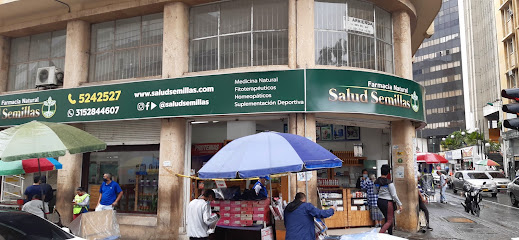 Farmacia Natural
Semillas
5242527
3152844607
www.saludsemillas.com
@saludsemillas
Medicina Natural
Fitoterapéuticos
Homeopáticos
Suplementación Deportiva
Farmacia Natural
Salud Semillas
ARRIENDA